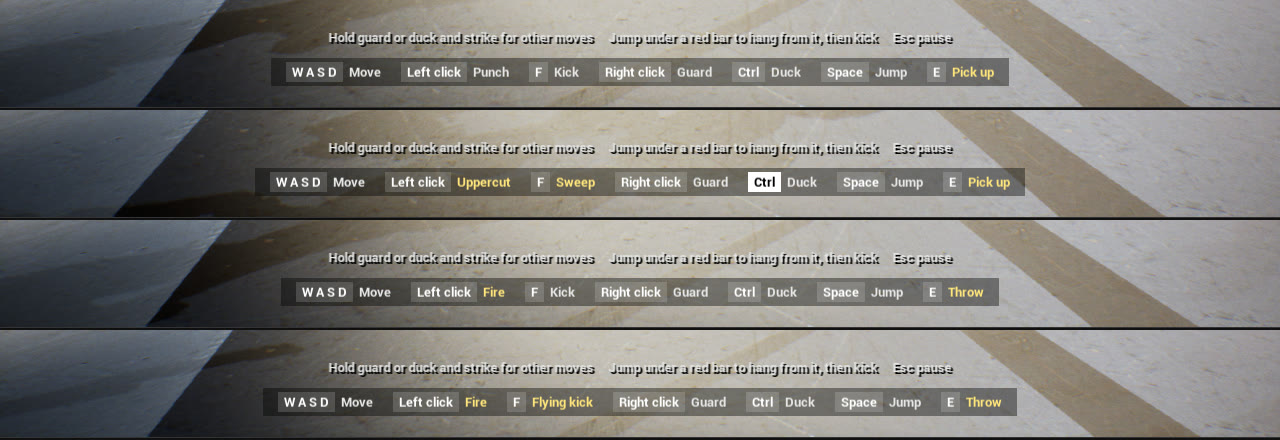 Hold guard or duck and strike for other moves Jump under a red bar to hang from it, then kick Esc pause
W A S D Move Left click Punch F Kick Right click Guard Ctrl Duck Space Jump E Pick up
Hold guard or duck and strike for other moves Jump under a red bar to hang from it, then kick Esc pause
W A S D Move Left click Uppercut F Sweep Right click Guard Ctrl Duck Space Jump E Pick up
Hold guard or duck and strike for other moves Jump under a red bar to hang from it, then kick Esc pause
W A S D Move Left click Fire F Kick Right click Guard Ctrl Duck Space Jump E Throw
Hold guard or duck and strike for other moves Jump under a red bar to hang from it, then kick Esc pause
W A S D Move Left click Fire F Flying kick Right click Guard Ctrl Duck Space Jump E Throw